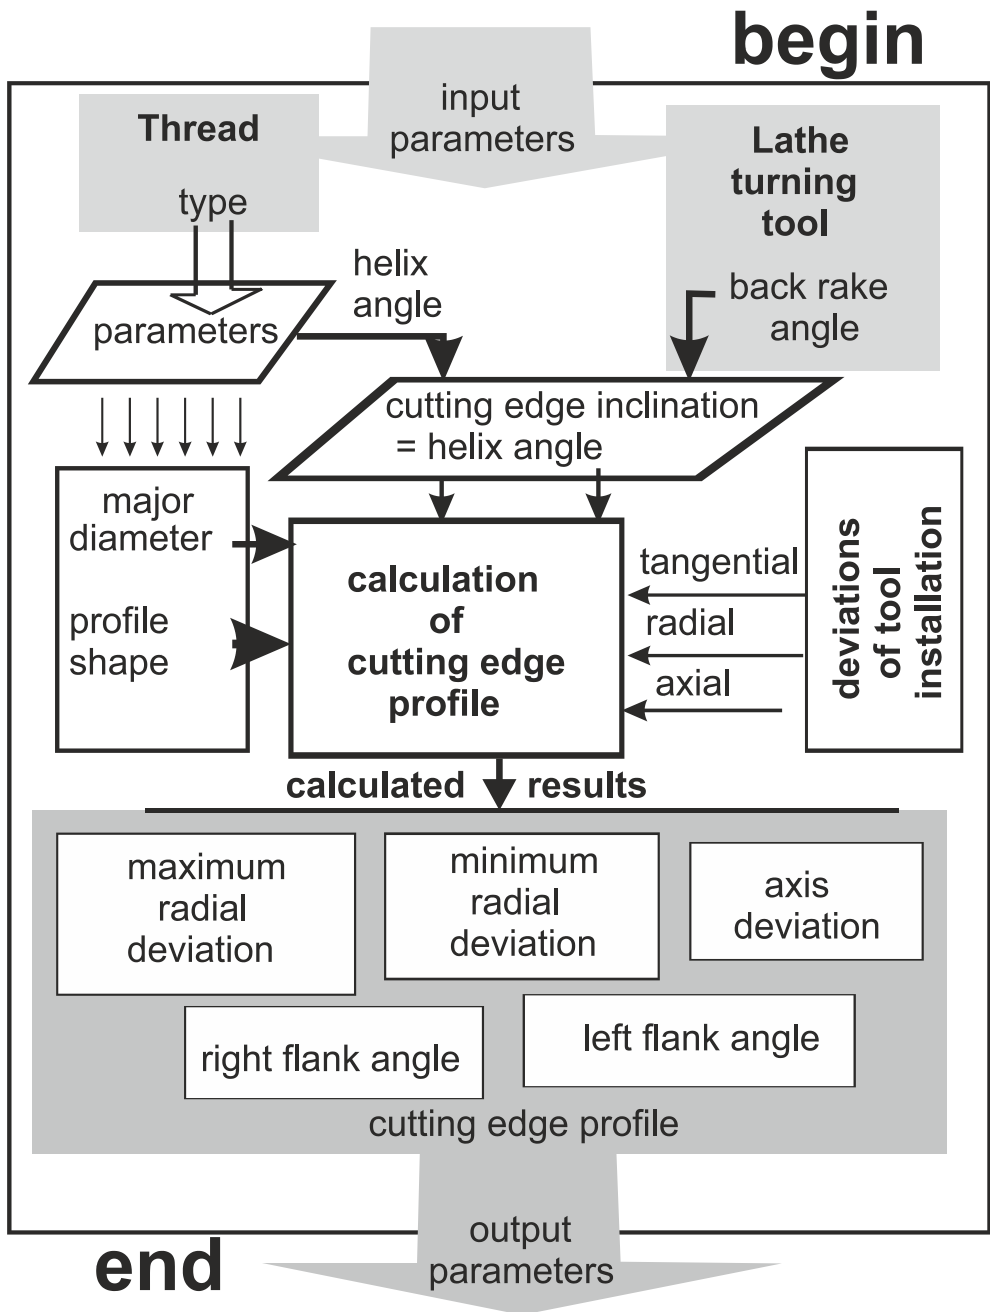 begin
input
parameters
Thread
type
Lathe
turning
tool
helix
angle
back rake
angle
parameters
cutting edge inclination
= helix angle
major
diameter
profile
shape
calculation
of
cutting edge
profile
tangential
radial
axial
deviations
of tool
installation
calculated results
maximum
radial
deviation
minimum
radial
deviation
axis
deviation
right flank angle
left flank angle
cutting edge profile
output
parameters
end